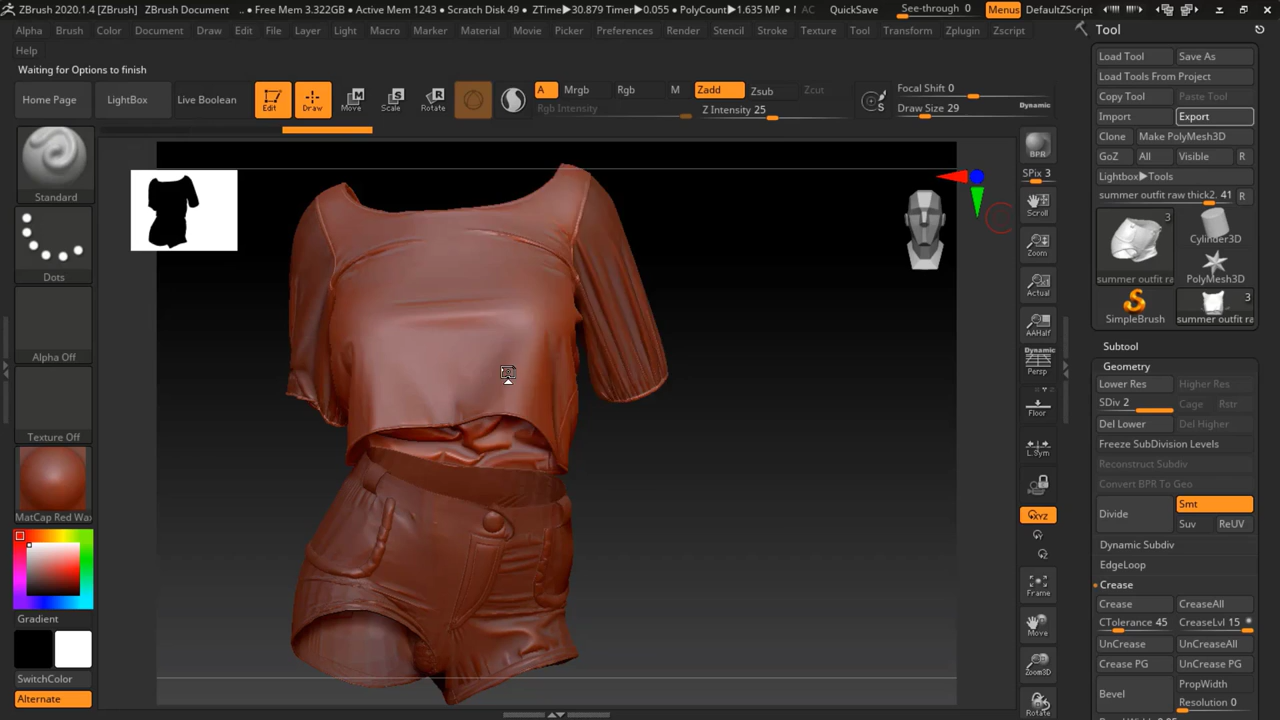 ZBrush 2020.1.4 ZBrush Document .. • Free Mem 3.322GB • Active Mem 1243 • Scratch Disk 49 • ZTime▶30.879 Timer▶0.055 • PolyCount▶1.635 MP • AC QuickSave See-through 0 Menus DefaultZScript
Alpha Brush Color Document Draw Edit File Layer Light Macro Marker Material Movie Picker Preferences Render Stencil Stroke Texture Tool Transform Zplugin Zscript
Help
Waiting for Options to finish
Home Page LightBox Live Boolean Edit Draw Move Scale Rotate A Mrgb Rgb M Zadd Zsub Zcut Focal Shift 0
Rgb Intensity Z Intensity 25 Draw Size 29 Dynamic
Standard
Dots
Alpha Off
Texture Off
MatCap Red Wa
Gradient
SwitchColor
Alternate
BPR
SPix 3
Scroll
Zoom
Actual
AAHalf
Dynamic
Persp
Floor
L.Sym
XYZ
Frame
Move
Zoom3D
Rotate
Tool
Load Tool Save As
Load Tools From Project
Copy Tool Paste Tool
Import Export
Clone Make PolyMesh3D
GoZ All Visible R
Lightbox▶Tools
summer outfit raw thick2. 41 R
3
Cylinder3D
summer outfit ra PolyMesh3D
3
SimpleBrush summer outfit ra
Subtool
Geometry
Lower Res Higher Res
SDiv 2 Cage Rstr
Del Lower Del Higher
Freeze SubDivision Levels
Reconstruct Subdiv
Convert BPR To Geo
Divide Smt
Suv ReUV
Dynamic Subdiv
EdgeLoop
Crease
Crease CreaseAll
CTolerance 45 CreaseLvl 15
UnCrease UnCreaseAll
Crease PG UnCrease PG
Bevel PropWidth
Resolution 0